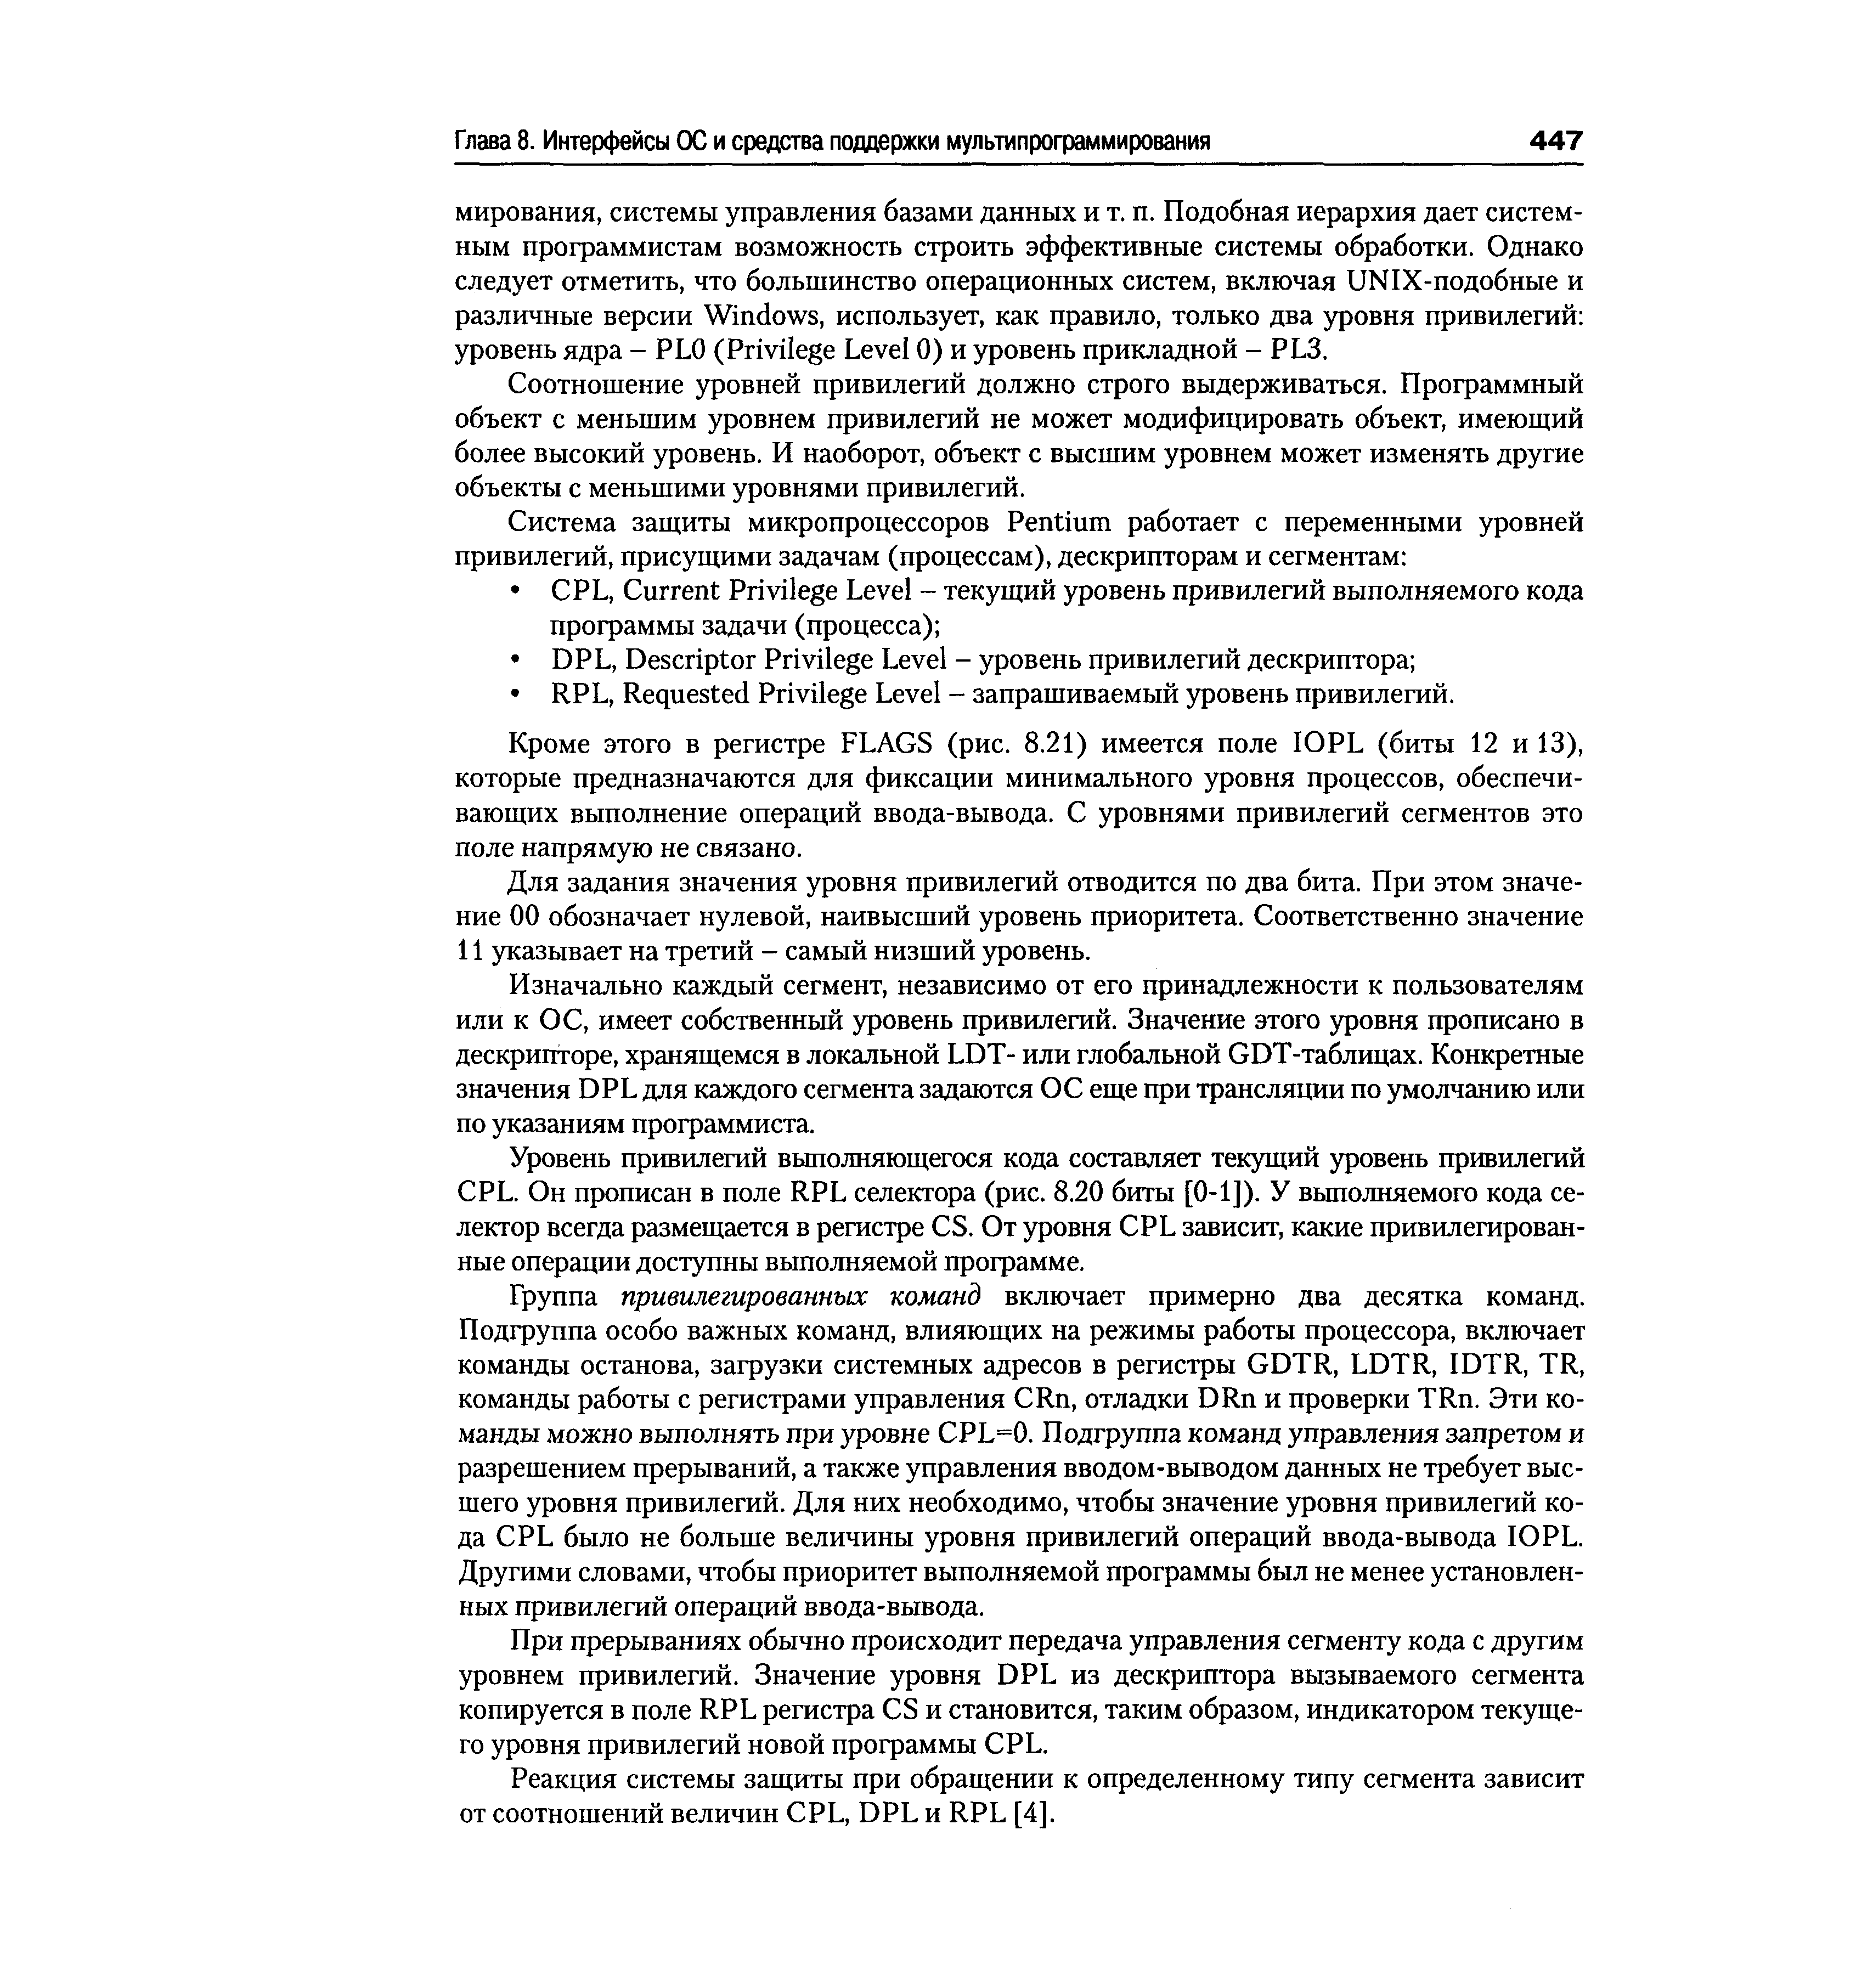 Глава 8. Интерфейсы ОС и средства поддержки мультипрограммирования 447
мирования, системы управления базами данных и т. п. Подобная иерархия дает систем-
ным программистам возможность строить эффективные системы обработки. Однако
следует отметить, что большинство операционных систем, включая UNIX-подобные и
различные версии Windows, использует, как правило, только два уровня привилегий:
уровень ядра – PL0 (Privilege Level 0) и уровень прикладной – PL3.
Соотношение уровней привилегий должно строго выдерживаться. Программный
объект с меньшим уровнем привилегий не может модифицировать объект, имеющий
более высокий уровень. И наоборот, объект с высшим уровнем может изменять другие
объекты с меньшими уровнями привилегий.
Система защиты микропроцессоров Pentium работает с переменными уровней
привилегий, присущими задачам (процессам), дескрипторам и сегментам:
• CPL, Current Privilege Level – текущий уровень привилегий выполняемого кода
программы задачи (процесса);
• DPL, Descriptor Privilege Level – уровень привилегий дескриптора;
• RPL, Requested Privilege Level – запрашиваемый уровень привилегий.
Кроме этого в регистре FLAGS (рис. 8.21) имеется поле IOPL (биты 12 и 13),
которые предназначаются для фиксации минимального уровня процессов, обеспечи-
вающих выполнение операций ввода-вывода. С уровнями привилегий сегментов это
поле напрямую не связано.
Для задания значения уровня привилегий отводится по два бита. При этом значе-
ние 00 обозначает нулевой, наивысший уровень приоритета. Соответственно значение
11 указывает на третий – самый низший уровень.
Изначально каждый сегмент, независимо от его принадлежности к пользователям
или к ОС, имеет собственный уровень привилегий. Значение этого уровня прописано в
дескрипторе, хранящемся в локальной LDT- или глобальной GDT-таблицах. Конкретные
значения DPL для каждого сегмента задаются ОС еще при трансляции по умолчанию или
по указаниям программиста.
Уровень привилегий выполняющегося кода составляет текущий уровень привилегий
CPL. Он прописан в поле RPL селектора (рис. 8.20 биты [0-1]). У выполняемого кода се-
лектор всегда размещается в регистре CS. От уровня CPL зависит, какие привилегирован-
ные операции доступны выполняемой программе.
Группа привилегированных команд включает примерно два десятка команд.
Подгруппа особо важных команд, влияющих на режимы работы процессора, включает
команды останова, загрузки системных адресов в регистры GDTR, LDTR, IDTR, TR,
команды работы с регистрами управления CRn, отладки DRn и проверки TRn. Эти ко-
манды можно выполнять при уровне CPL=0. Подгруппа команд управления запретом и
разрешением прерываний, а также управления вводом-выводом данных не требует выс-
шего уровня привилегий. Для них необходимо, чтобы значение уровня привилегий ко-
да CPL было не больше величины уровня привилегий операций ввода-вывода IOPL.
Другими словами, чтобы приоритет выполняемой программы был не менее установлен-
ных привилегий операций ввода-вывода.
При прерываниях обычно происходит передача управления сегменту кода с другим
уровнем привилегий. Значение уровня DPL из дескриптора вызываемого сегмента
копируется в поле RPL регистра CS и становится, таким образом, индикатором текуще-
го уровня привилегий новой программы CPL.
Реакция системы защиты при обращении к определенному типу сегмента зависит
от соотношений величин CPL, DPL и RPL [4].